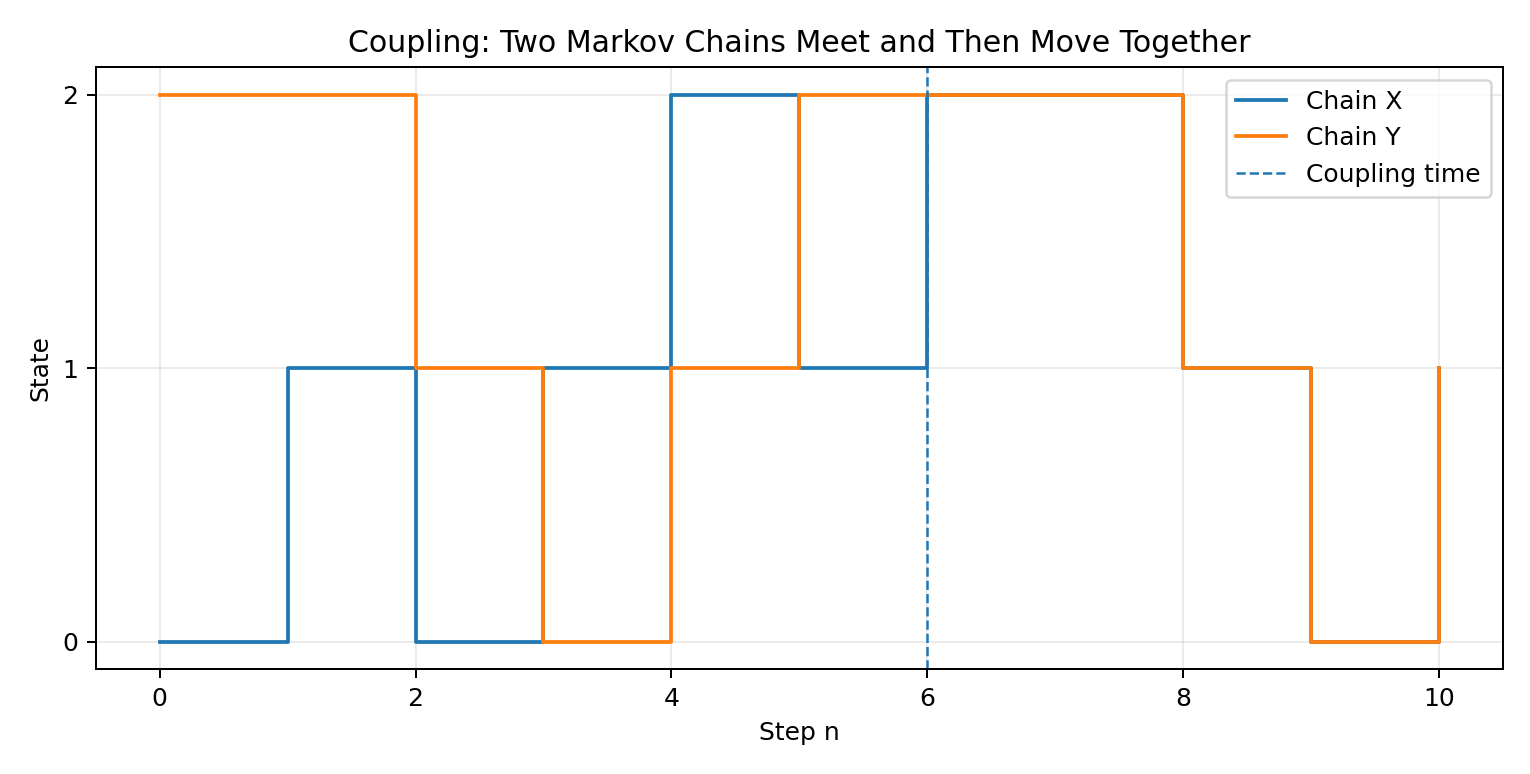 Coupling: Two Markov Chains Meet and Then Move Together
Chain X
Chain Y
Coupling time
State
2
1
0
0 2 4 6 8 10
Step n